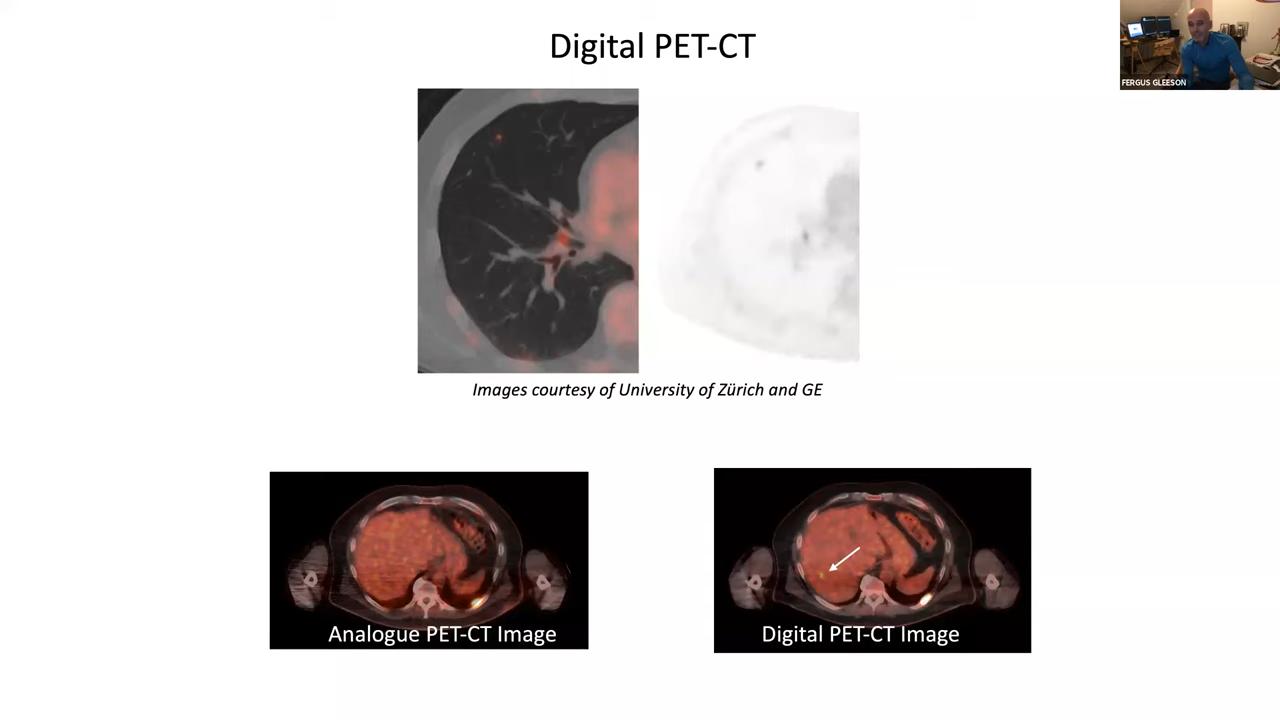 Digital PET-CT
FERGUS GLEESON
Images courtesy of University of Zürich and GE
Analogue PET-CT Image
Digital PET-CT Image